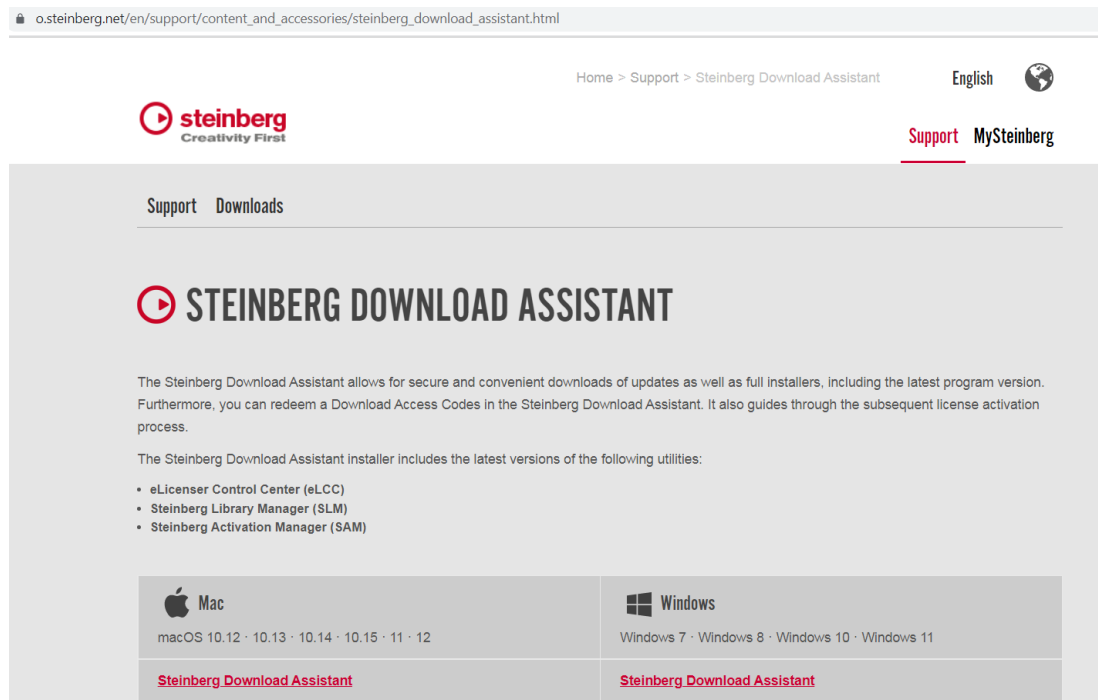 o.steinberg.net/en/support/content_and_accessories/steinberg_download_assistant.html
Home > Support > Steinberg Download Assistant
English
steinberg
Creativity First
Support MySteinberg
Support Downloads
STEINBERG DOWNLOAD ASSISTANT
The Steinberg Download Assistant allows for secure and convenient downloads of updates as well as full installers, including the latest program version.
Furthermore, you can redeem a Download Access Codes in the Steinberg Download Assistant. It also guides through the subsequent license activation
process.
The Steinberg Download Assistant installer includes the latest versions of the following utilities:
• eLicenser Control Center (eLCC)
• Steinberg Library Manager (SLM)
• Steinberg Activation Manager (SAM)
Mac
macOS 10.12 · 10.13 · 10.14 · 10.15 · 11 · 12
Steinberg Download Assistant
Windows
Windows 7 · Windows 8 · Windows 10 · Windows 11
Steinberg Download Assistant